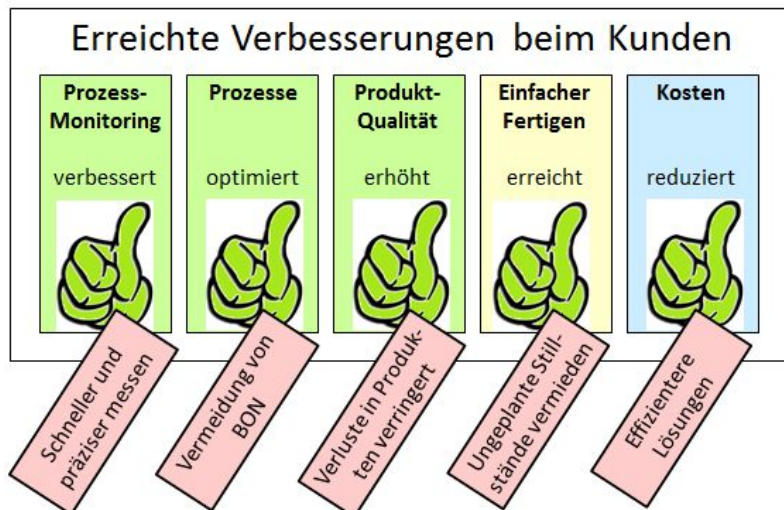 Erreichte Verbesserungen beim Kunden
Prozess-
Monitoring
verbessert
Prozesse
optimiert
Produkt-
Qualität
erhöht
Einfacher
Fertigen
erreicht
Kosten
reduziert
Schneller und
präziser messen
Vermeidung von
BON
Verluste in Produk-
ten verringert
Ungeplante Still-
stände vermieden
Effizientere
Lösungen